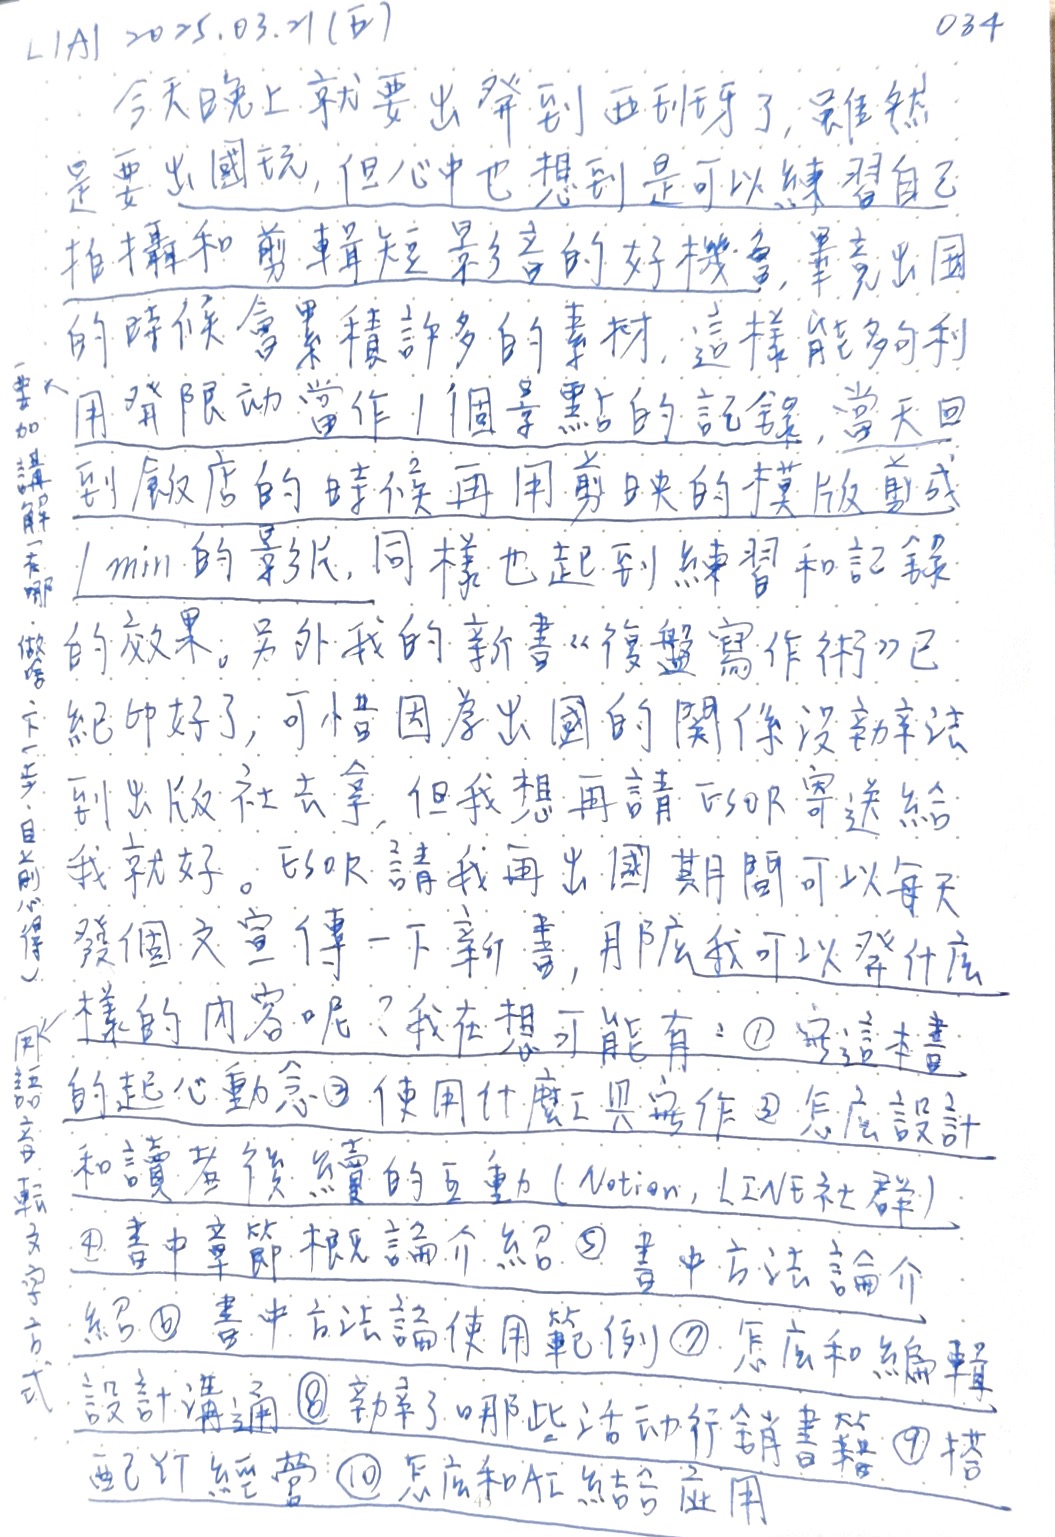 LIAI 2025.03.21(五)
034
今天晚上就要出發到西班牙了,雖然
是要出國玩,但心中也想到是可以練習自己
拍攝和剪輯短影音的好機會,畢竟出国
的時候會累積許多的素材,這樣能夠利
用發限动當作1個景點的記錄,當天回
到飯店的時候再用剪映的模版剪成
1min的影片,同樣也起到練習和記錄
的效果。另外我的新書《復盤寫作術》已
經印好了,可惜因為出國的關係沒辦法
到出版社去拿,但我想再請ESOR寄送給
我就好。ESOR請我再出國期間可以每天
發個文宣傳一下新書,那麼我可以發什麼
樣的內容呢?我在想可能有:①寫這本書
的起心動念②使用什麼工具寫作③怎麼設計
和讀者後續的互動(Notion, LINE社群)
④書中章節概論介紹⑤書中方法論介
紹⑥書中方法論使用範例⑦怎麼和編輯
設計溝通⑧辦了哪些活动行銷書籍⑨搭
配YT經營⑩怎麼和AI結合應用
要加講解(去哪、做啥、下一步、目前心得)
用語音転文字方式